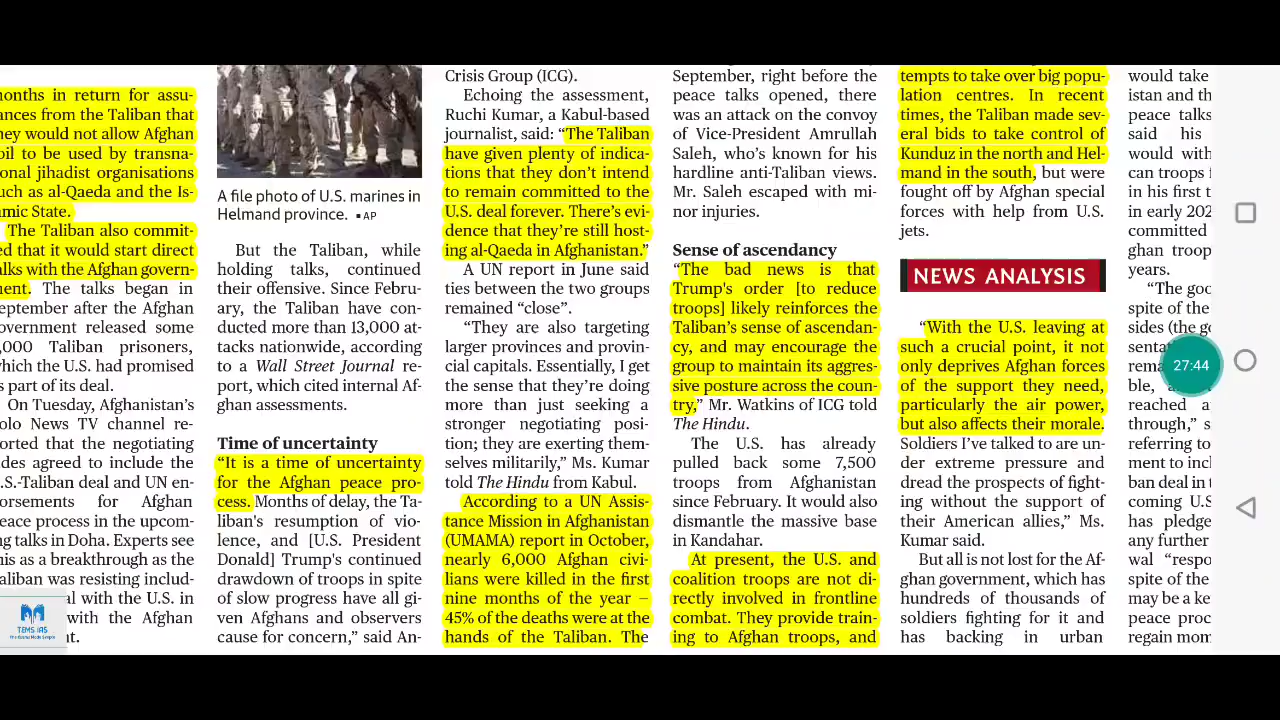 onths in return for assu-
ances from the Taliban that
ey would not allow Afghan
oil to be used by transna-
onal jihadist organisations
uch as al-Qaeda and the Is-
mic State.
The Taliban also commit-
ed that it would start direct
alks with the Afghan govern-
ent. The talks began in
eptember after the Afghan
overnment released some
,000 Taliban prisoners,
hich the U.S. had promised
s part of its deal.
On Tuesday, Afghanistan's
olo News TV channel re-
orted that the negotiating
des agreed to include the
.S.-Taliban deal and UN en-
orsements for Afghan
eace process in the upcom-
g talks in Doha. Experts see
is as a breakthrough as the
aliban was resisting includ-
al with the U.S. in
with the Afghan
nt.
TEMS IAS
A file photo of U.S. marines in
Helmand province. ▪AP
But the Taliban, while
holding talks, continued
their offensive. Since Febru-
ary, the Taliban have con-
ducted more than 13,000 at-
tacks nationwide, according
to a Wall Street Journal re-
port, which cited internal Af-
ghan assessments.
Time of uncertainty
“It is a time of uncertainty
for the Afghan peace pro-
cess. Months of delay, the Ta-
liban's resumption of vio-
lence, and [U.S. President
Donald] Trump's continued
drawdown of troops in spite
of slow progress have all gi-
ven Afghans and observers
cause for concern,” said An-
Crisis Group (ICG).
Echoing the assessment,
Ruchi Kumar, a Kabul-based
journalist, said: “The Taliban
have given plenty of indica-
tions that they don't intend
to remain committed to the
U.S. deal forever. There's evi-
dence that they're still host-
ing al-Qaeda in Afghanistan.”
A UN report in June said
ties between the two groups
remained “close”.
“They are also targeting
larger provinces and provin-
cial capitals. Essentially, I get
the sense that they're doing
more than just seeking a
stronger negotiating posi-
tion; they are exerting them-
selves militarily,” Ms. Kumar
told The Hindu from Kabul.
According to a UN Assis-
tance Mission in Afghanistan
(UMAMA) report in October,
nearly 6,000 Afghan civi-
lians were killed in the first
nine months of the year —
45% of the deaths were at the
hands of the Taliban. The
September, right before the
peace talks opened, there
was an attack on the convoy
of Vice-President Amrullah
Saleh, who's known for his
hardline anti-Taliban views.
Mr. Saleh escaped with mi-
nor injuries.
Sense of ascendancy
“The bad news is that
Trump's order [to reduce
troops] likely reinforces the
Taliban's sense of ascendan-
cy, and may encourage the
group to maintain its aggres-
sive posture across the coun-
try,” Mr. Watkins of ICG told
The Hindu.
The U.S. has already
pulled back some 7,500
troops from Afghanistan
since February. It would also
dismantle the massive base
in Kandahar.
At present, the U.S. and
coalition troops are not di-
rectly involved in frontline
combat. They provide train-
ing to Afghan troops, and
tempts to take over big popu-
lation centres. In recent
times, the Taliban made sev-
eral bids to take control of
Kunduz in the north and Hel-
mand in the south, but were
fought off by Afghan special
forces with help from U.S.
jets.
NEWS ANALYSIS
“With the U.S. leaving at
such a crucial point, it not
only deprives Afghan forces
of the support they need,
particularly the air power,
but also affects their morale.
Soldiers I've talked to are un-
der extreme pressure and
dread the prospects of fight-
ing without the support of
their American allies,” Ms.
Kumar said.
But all is not lost for the Af-
ghan government, which has
hundreds of thousands of
soldiers fighting for it and
has backing in urban
would take
istan and th
peace talks
said his
would with
can troops
in his first t
in early 202
committed
ghan troop
years.
“The goo
spite of the
sides (the go
sentat
rema
ble, a
reached a
through,” s
referring to
ment to incl
ban deal in t
coming U.S
has pledge
any further
wal “respo
spite of the
may be a ke
peace proc
regain mom
27:44